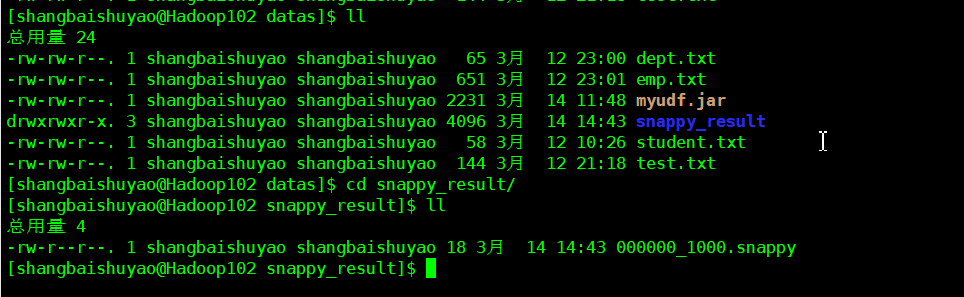 [shangbaishuyao@Hadoop102 datas]$ ll
总用量 24
-rw-rw-r--. 1 shangbaishuyao shangbaishuyao   65 3月  12 23:00 dept.txt
-rw-rw-r--. 1 shangbaishuyao shangbaishuyao  651 3月  12 23:01 emp.txt
-rw-rw-r--. 1 shangbaishuyao shangbaishuyao 2231 3月  14 11:48 myudf.jar
drwxrwxr-x. 3 shangbaishuyao shangbaishuyao 4096 3月  14 14:43 snappy_result
-rw-rw-r--. 1 shangbaishuyao shangbaishuyao   58 3月  12 10:26 student.txt
-rw-rw-r--. 1 shangbaishuyao shangbaishuyao  144 3月  12 21:18 test.txt
[shangbaishuyao@Hadoop102 datas]$ cd snappy_result/
[shangbaishuyao@Hadoop102 snappy_result]$ ll
总用量 4
-rw-r--r--. 1 shangbaishuyao shangbaishuyao 18 3月  14 14:43 000000_1000.snappy
[shangbaishuyao@Hadoop102 snappy_result]$